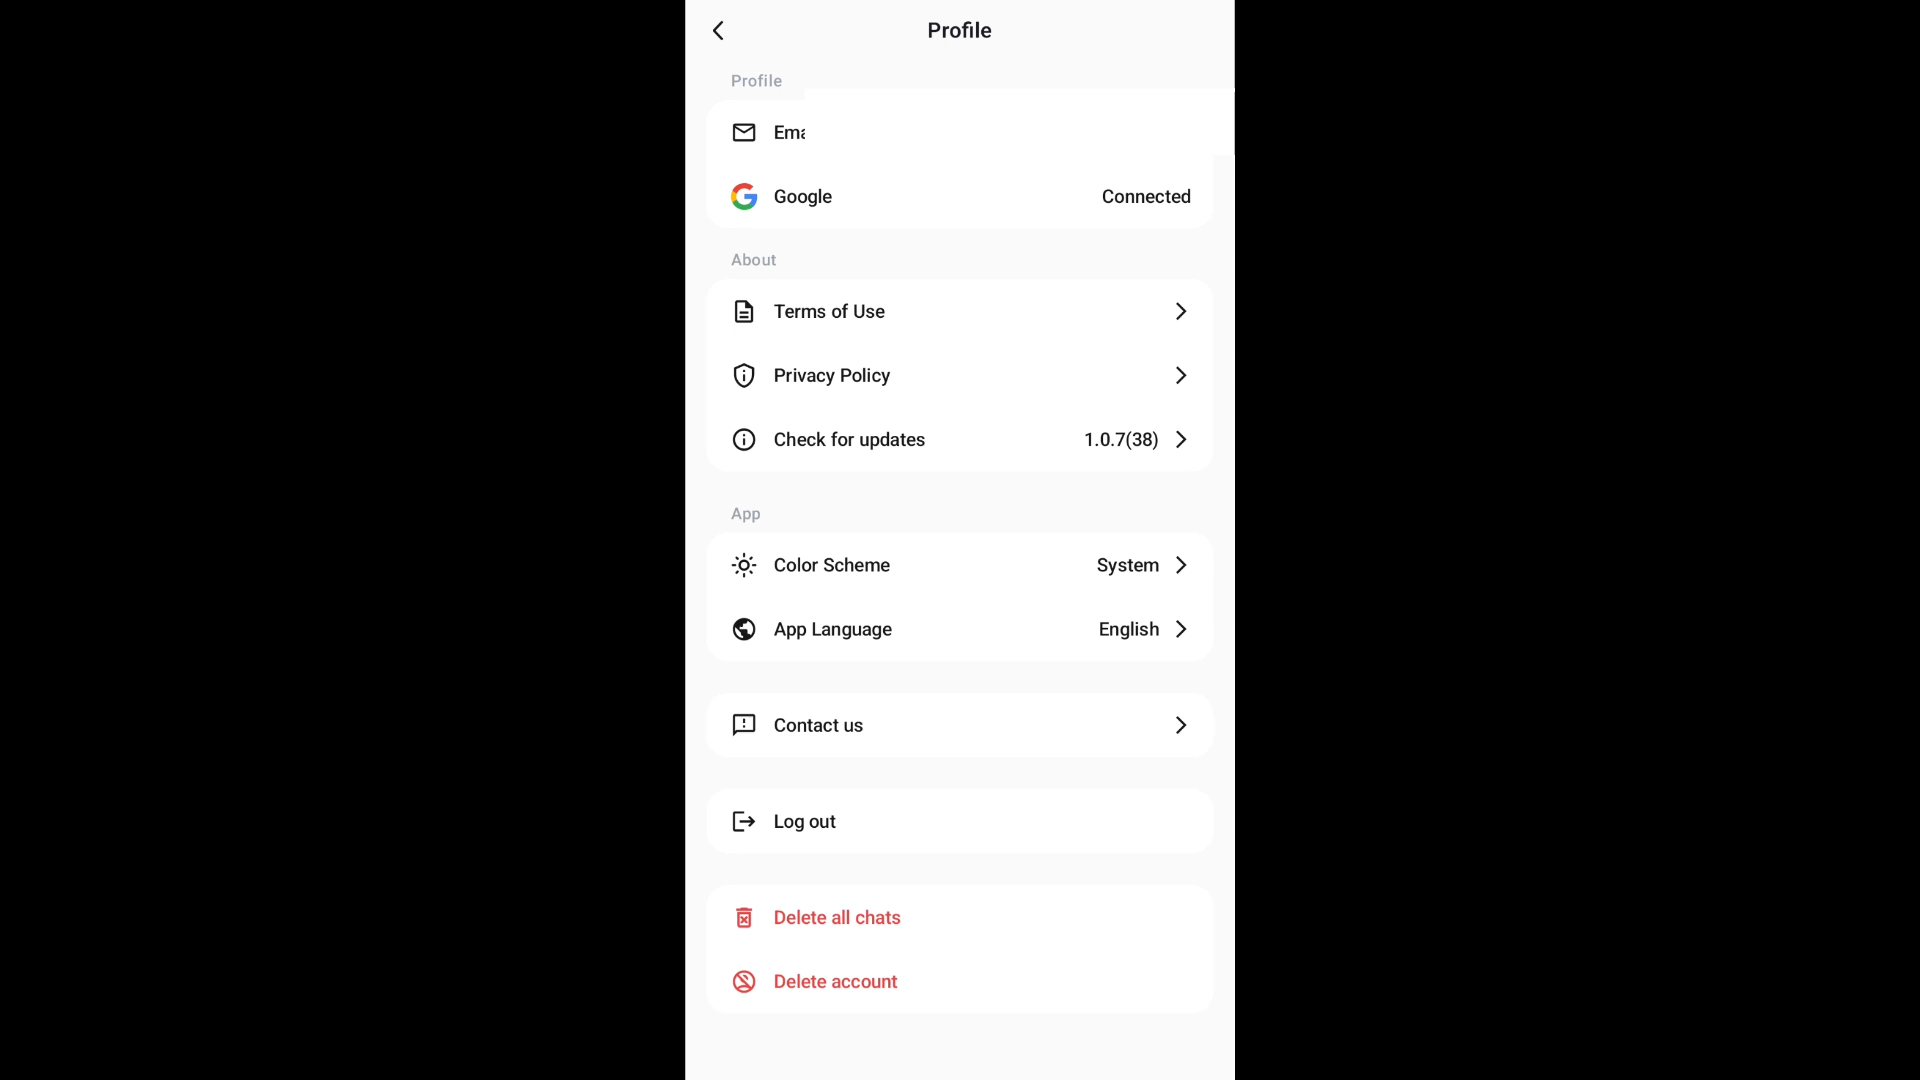 Profile
Profile
Google Connected
About
Terms of Use
Privacy Policy
Check for updates 1.0.7(38)
App
Color Scheme System
App Language English
Contact us
Log out
Delete all chats
Delete account